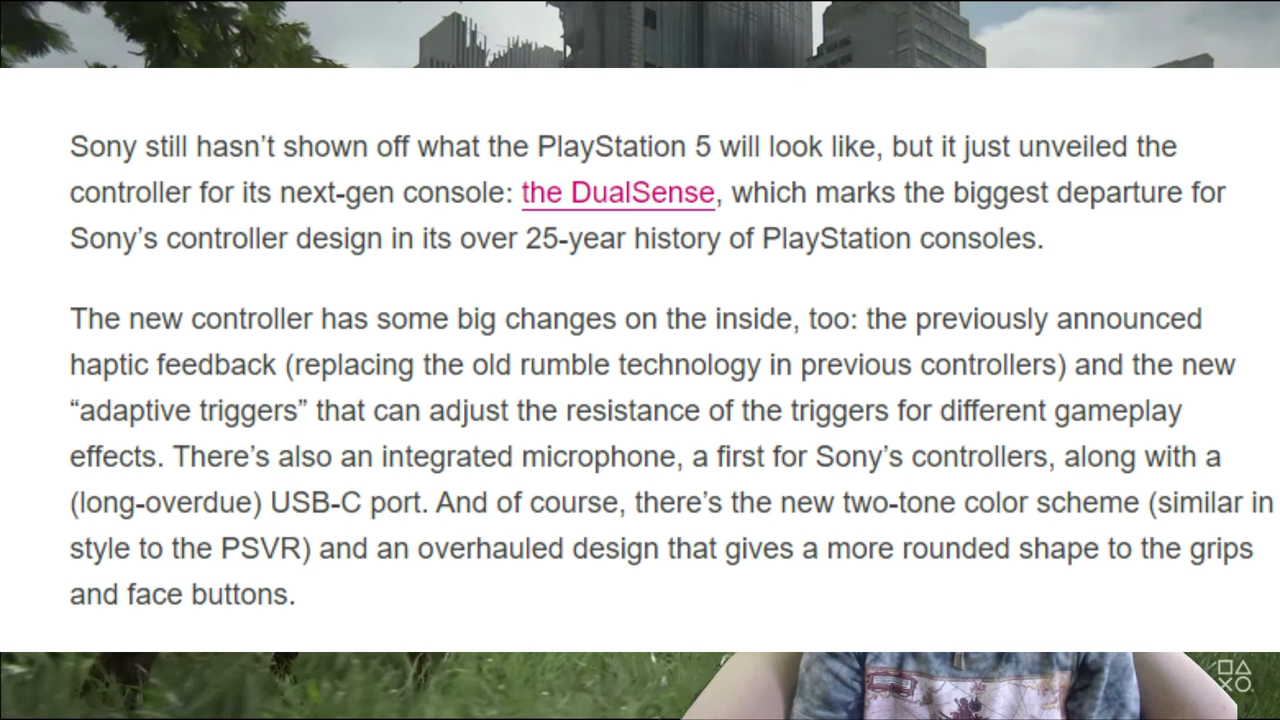 Sony still hasn’t shown off what the PlayStation 5 will look like, but it just unveiled the
controller for its next-gen console: the DualSense, which marks the biggest departure for
Sony’s controller design in its over 25-year history of PlayStation consoles.
The new controller has some big changes on the inside, too: the previously announced
haptic feedback (replacing the old rumble technology in previous controllers) and the new
“adaptive triggers” that can adjust the resistance of the triggers for different gameplay
effects. There’s also an integrated microphone, a first for Sony’s controllers, along with a
(long-overdue) USB-C port. And of course, there’s the new two-tone color scheme (similar in
style to the PSVR) and an overhauled design that gives a more rounded shape to the grips
and face buttons.